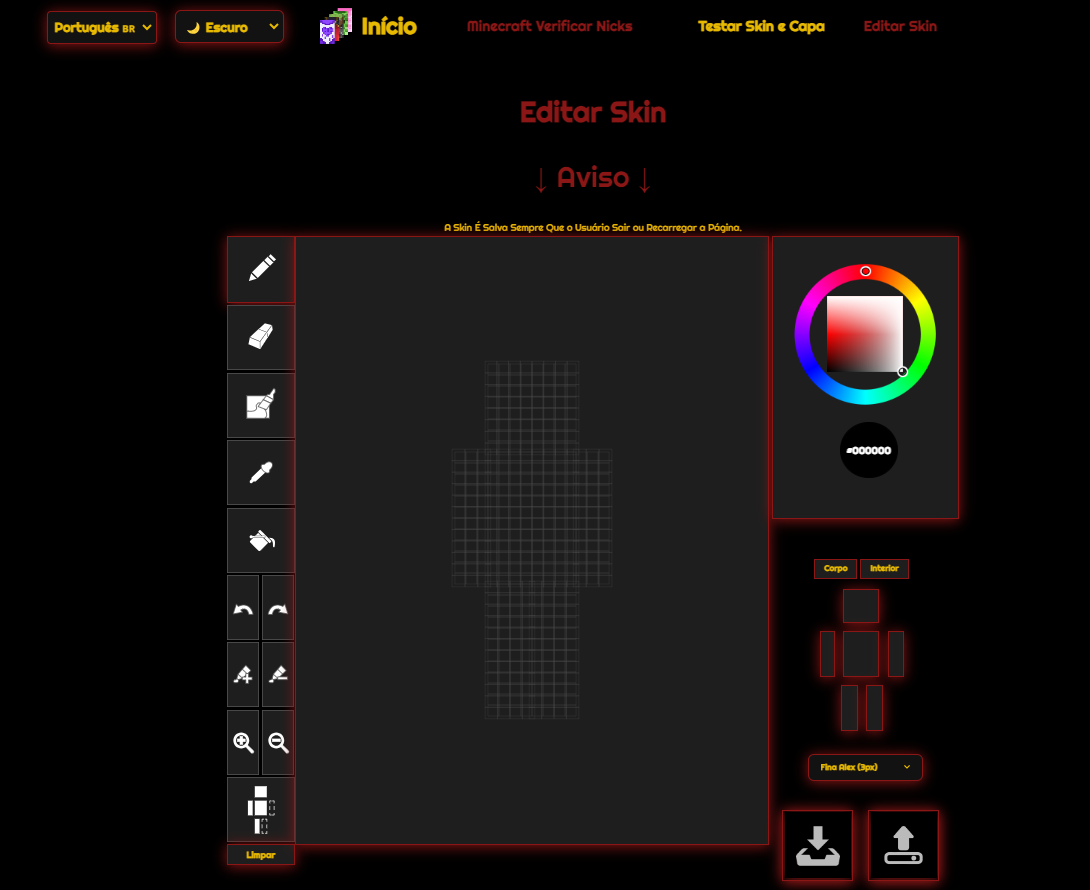 Português BR
🌙 Escuro
Início
Minecraft Verificar Nicks
Testar Skin e Capa
Editar Skin
Editar Skin
↓ Aviso ↓
A Skin É Salva Sempre Que o Usuário Sair ou Recarregar a Página.
#000000
Corpo
Interior
Fina Alex (3px)
Limpar